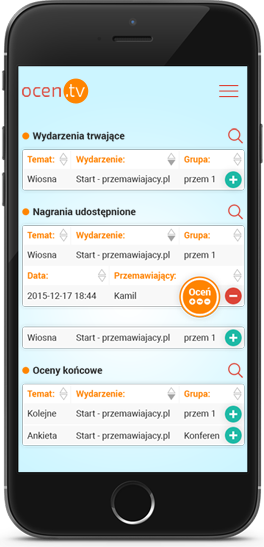 ocen.tv
Wydarzenia trwające
Temat: Wydarzenie: Grupa:
Wiosna Start - przemawiajacy.pl przem 1
Nagrania udostępnione
Temat: Wydarzenie: Grupa:
Wiosna Start - przemawiajacy.pl przem 1
Data: Przemawiający:
2015-12-17 18:44 Kamil
Oceń
Wiosna Start - przemawiajacy.pl przem 1
Oceny końcowe
Temat: Wydarzenie: Grupa:
Kolejne Start - przemawiajacy.pl przem 1
Ankieta Start - przemawiajacy.pl Konferen